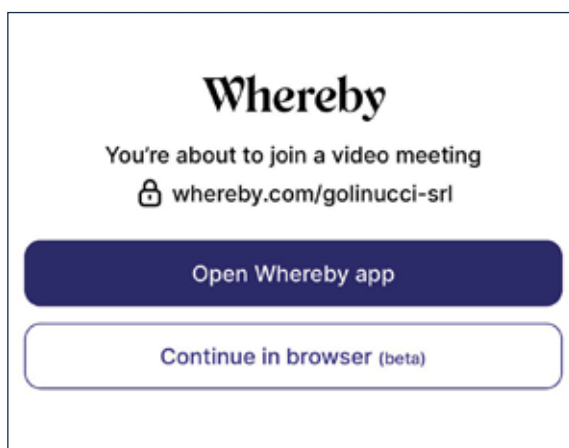 Whereby
You're about to join a video meeting
whereby.com/golinucci-srl
Open Whereby app
Continue in browser (beta)